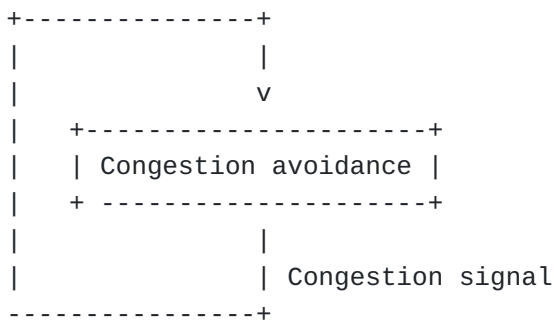 +---------------+
|               |
|               v
|   +----------------------+
|   | Congestion avoidance |
|   + ---------------------+
|               |
|               | Congestion signal
----------------+